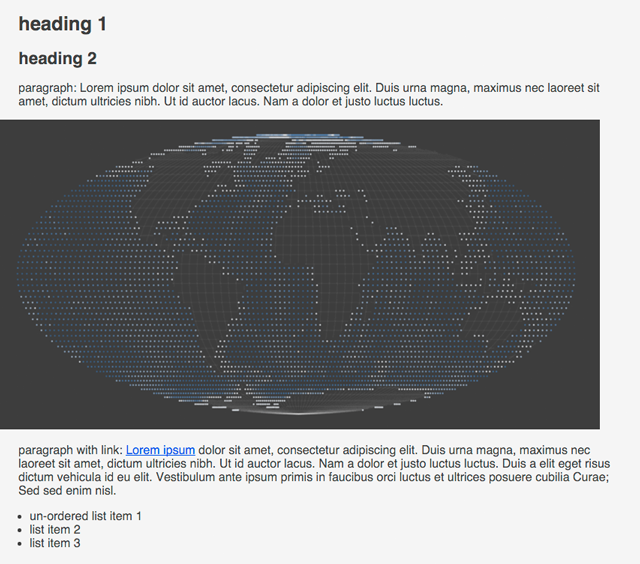 heading 1
heading 2
paragraph: Lorem ipsum dolor sit amet, consectetur adipiscing elit. Duis urna magna, maximus nec laoreet sit
amet, dictum ultricies nibh. Ut id auctor lacus. Nam a dolor et justo luctus luctus.
paragraph with link: Lorem ipsum dolor sit amet, consectetur adipiscing elit. Duis urna magna, maximus nec
laoreet sit amet, dictum ultricies nibh. Ut id auctor lacus. Nam a dolor et justo luctus luctus. Duis a elit eget risus
dictum vehicula id eu elit. Vestibulum ante ipsum primis in faucibus orci luctus et ultrices posuere cubilia Curae;
Sed sed enim nisl.
• un-ordered list item 1
• list item 2
• list item 3